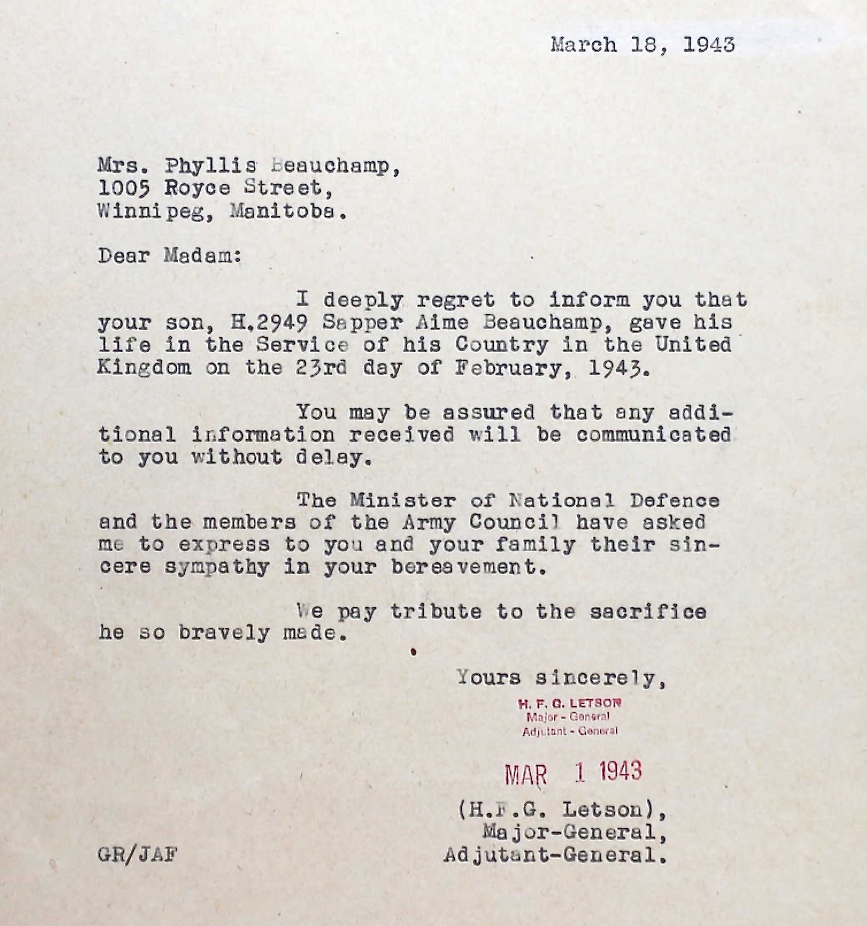 March 18, 1943
Mrs. Phyllis Beauchamp,
1005 Royce Street,
Winnipeg, Manitoba.
Dear Madam:
I deeply regret to inform you that
your son, H.2949 Sapper Aime Beauchamp, gave his
life in the Service of his Country in the United
Kingdom on the 23rd day of February, 1943.
You may be assured that any addi-
tional information received will be communicated
to you without delay.
The Minister of National Defence
and the members of the Army Council have asked
me to express to you and your family their sin-
cere sympathy in your bereavement.
We pay tribute to the sacrifice
he so bravely made.
Yours sincerely,
H. F. G. LETSON
Major - General
Adjutant - General
MAR 1 1943
(H.F.G. Letson),
Major-General,
GR/JAF Adjutant-General.